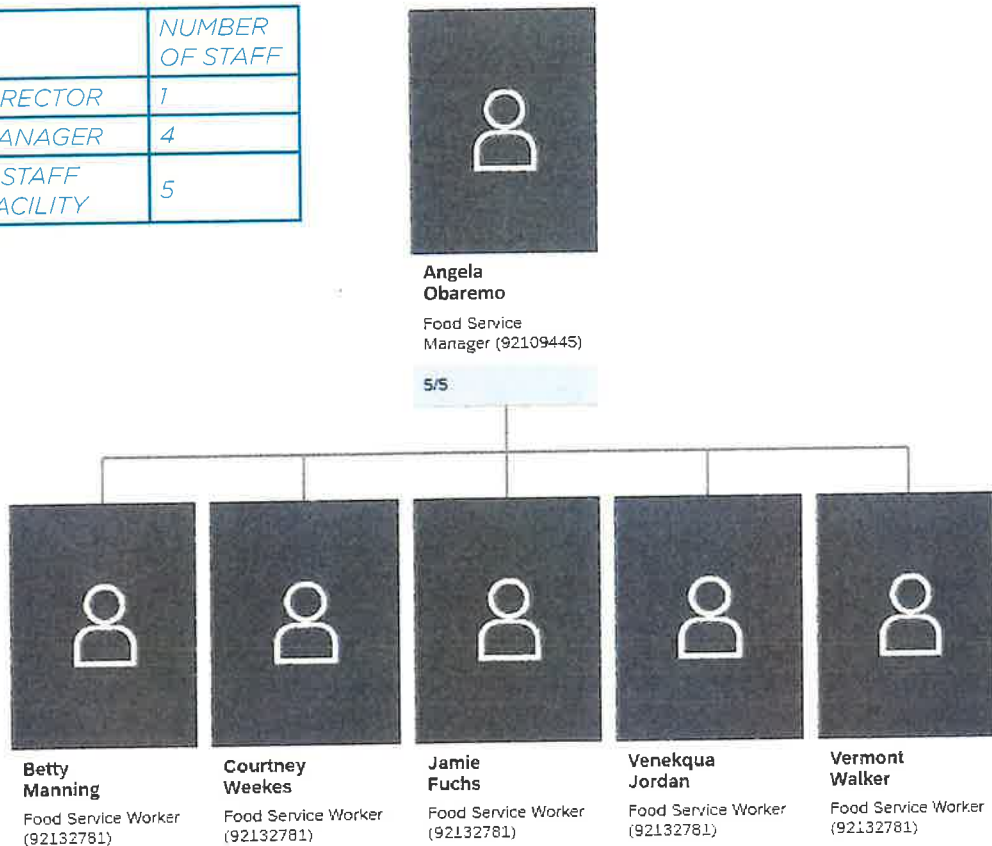 NUMBER
OF STAFF
RECTOR
1
ANAGER
4
STAFF
ACILITY
5
Angela
Obaremo
Food Service
Manager (92109445)
5/5
Betty
Manning
Food Service Worker
(92132781)
Courtney
Weekes
Food Service Worker
(92132781)
Jamie
Fuchs
Food Service Worker
(92132781)
Venekqua
Jordan
Food Service Worker
(92132781)
Vermont
Walker
Food Service Worker
(92132781)